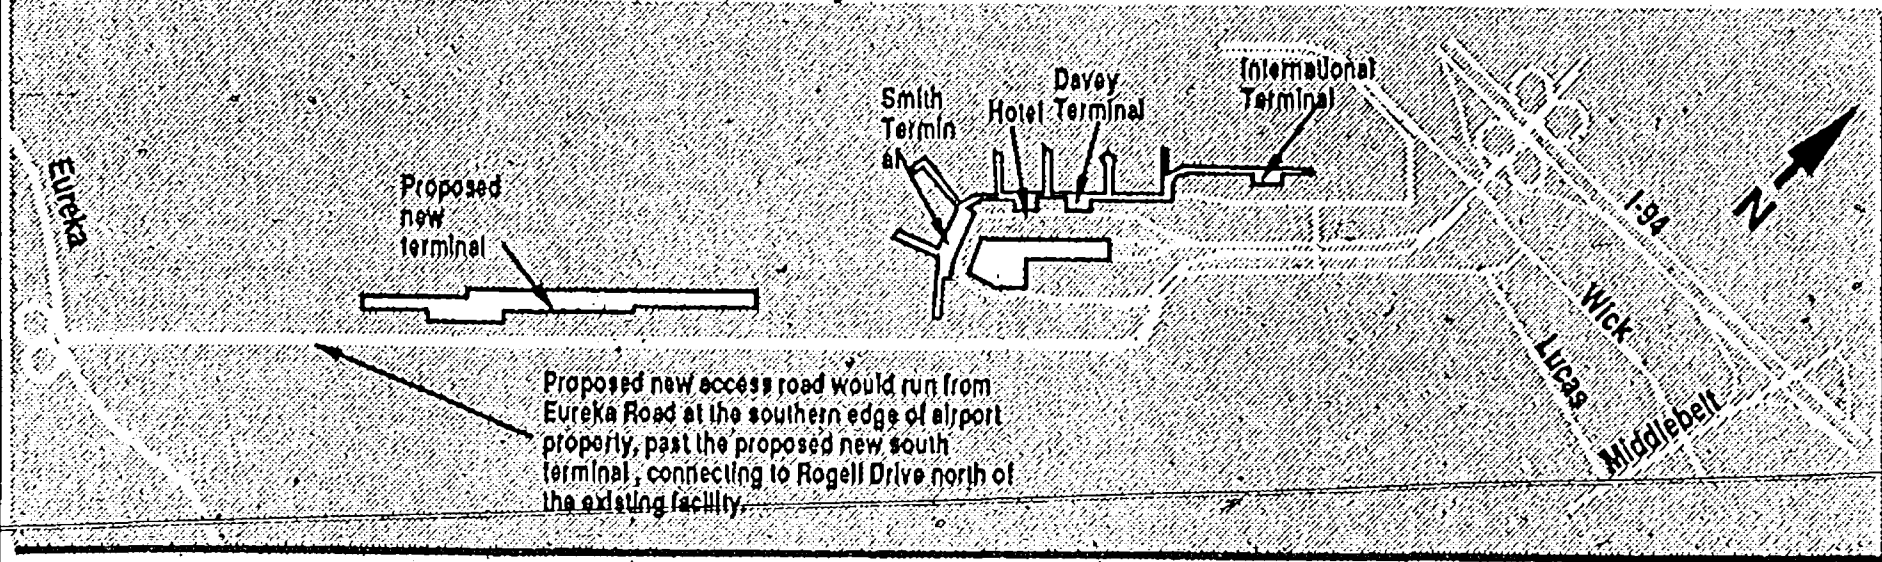 International
Terminal
Davey
Terminal
Hotel
Smith
Termin
al
Proposed
new
terminal
Eureka
I-94
N
Wick
Lucas
Middlebelt
Proposed new access road would run from
Eureka Road at the southern edge of airport
property, past the proposed new south
terminal, connecting to Rogell Drive north of
the existing facility.